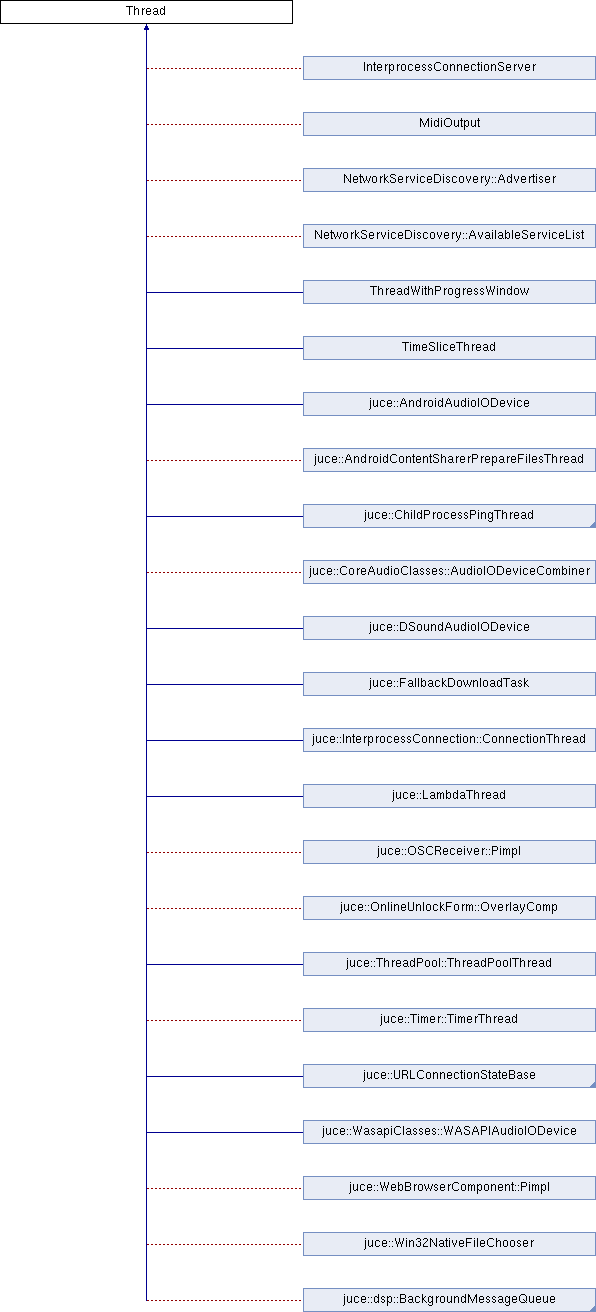 Thread
InterprocessConnectionServer
MidiOutput
NetworkServiceDiscovery::Advertiser
NetworkServiceDiscovery::AvailableServiceList
ThreadWithProgressWindow
TimeSliceThread
juce::AndroidAudioIODevice
juce::AndroidContentSharerPrepareFilesThread
juce::ChildProcessPingThread
juce::CoreAudioClasses::AudioIODeviceCombiner
juce::DSoundAudioIODevice
juce::FallbackDownloadTask
juce::InterprocessConnection::ConnectionThread
juce::LambdaThread
juce::OSCReceiver::Pimpl
juce::OnlineUnlockForm::OverlayComp
juce::ThreadPool::ThreadPoolThread
juce::Timer::TimerThread
juce::URLConnectionStateBase
juce::WasapiClasses::WASAPIAudioIODevice
juce::WebBrowserComponent::Pimpl
juce::Win32NativeFileChooser
juce::dsp::BackgroundMessageQueue